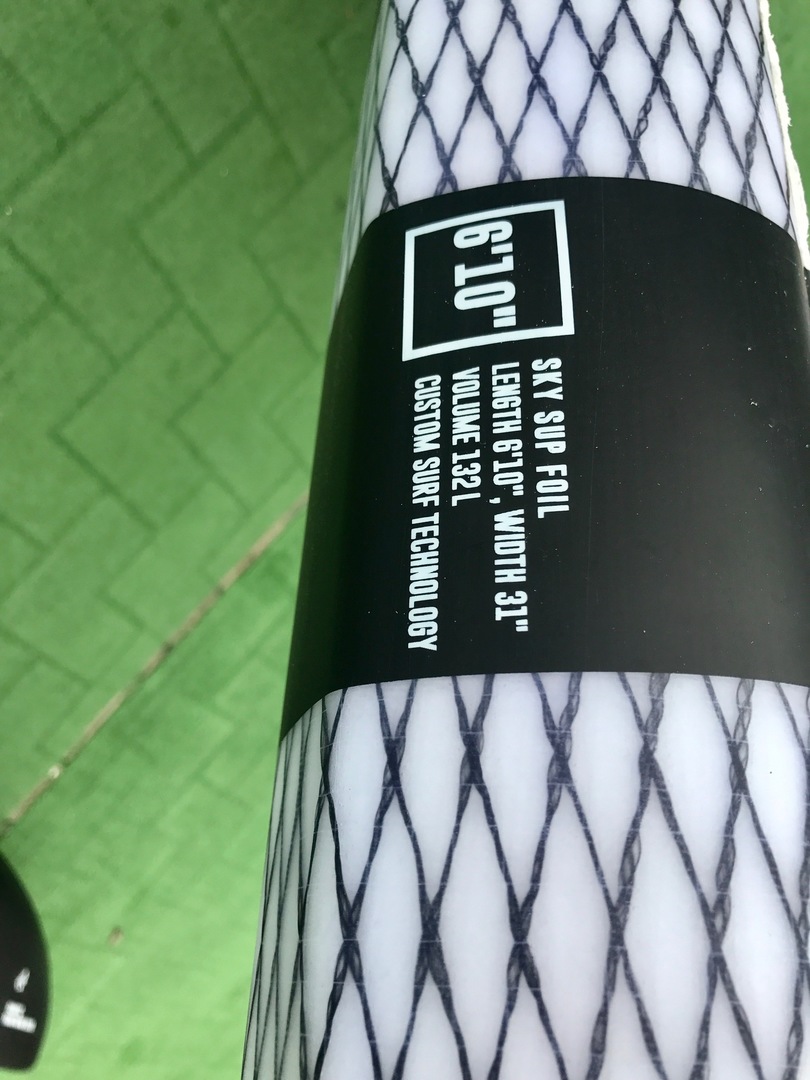 6'10"
SKY SUP FOIL
LENGTH 6'10", WIDTH 31"
VOLUME 132 L
CUSTOM SURF TECHNOLOGY